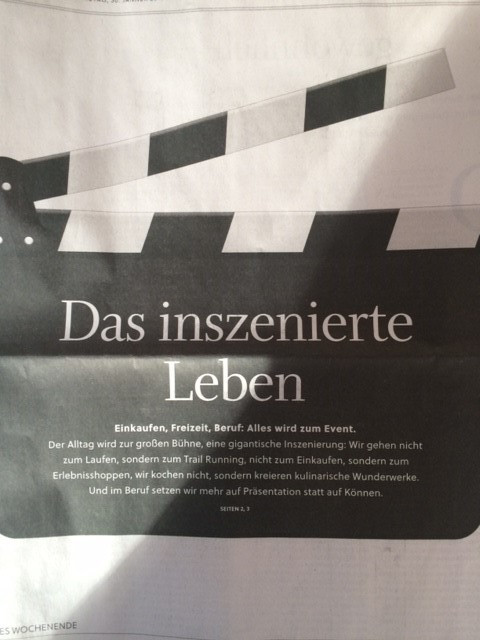 Das inszenierte
Leben
Einkaufen, Freizeit, Beruf: Alles wird zum Event.
Der Alltag wird zur großen Bühne, eine gigantische Inszenierung: Wir gehen nicht
zum Laufen, sondern zum Trail Running, nicht zum Einkaufen, sondern zum
Erlebnisshoppen, wir kochen nicht, sondern kreieren kulinarische Wunderwerke.
Und im Beruf setzen wir mehr auf Präsentation statt auf Können.
SEITEN 2, 3
ES WOCHENENDE